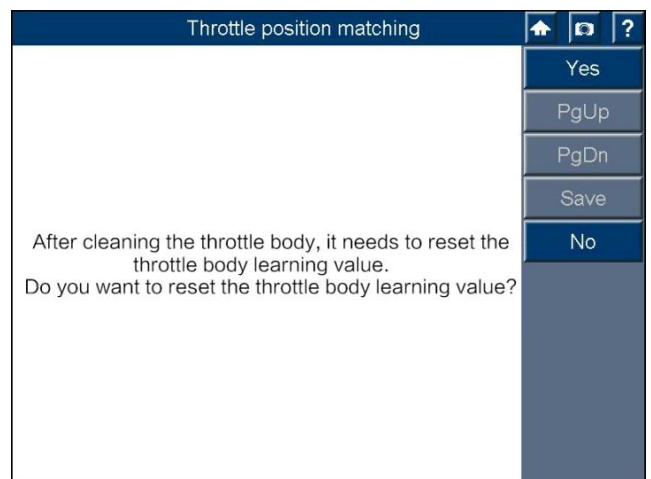 Throttle position matching
?
Yes
PgUp
PgDn
Save
No
After cleaning the throttle body, it needs to reset the
throttle body learning value.
Do you want to reset the throttle body learning value?